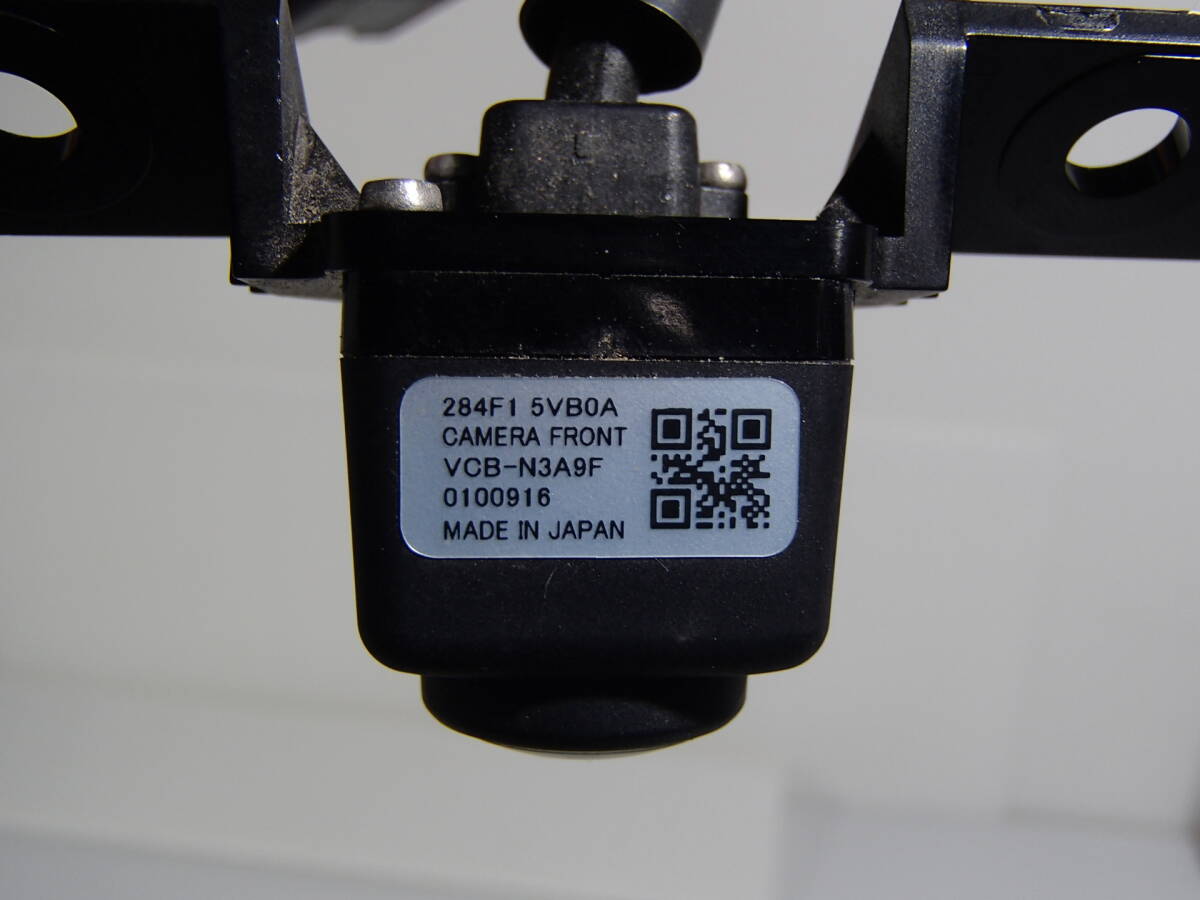 284F1 5VB0A
CAMERA FRONT
VCB-N3A9F
0100916
MADE IN JAPAN